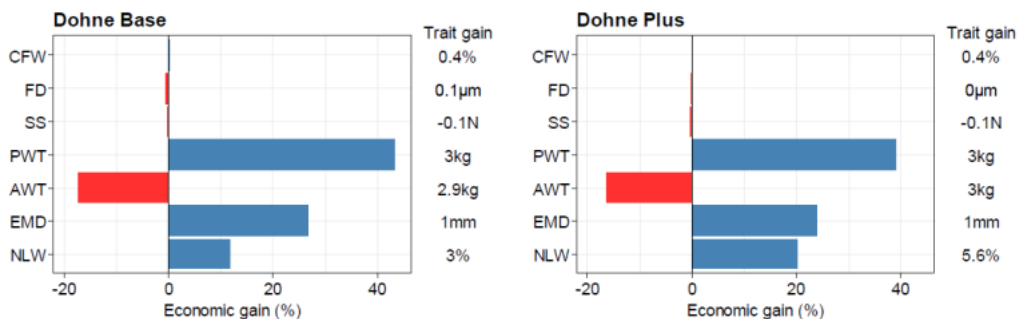 Dohne Base
Trait gain
CFW 0.4%
FD 0.1µm
SS -0.1N
PWT 3kg
AWT 2.9kg
EMD 1mm
NLW 3%
-20 0 20 40
Economic gain (%)
Dohne Plus
Trait gain
CFW 0.4%
FD 0µm
SS -0.1N
PWT 3kg
AWT 3kg
EMD 1mm
NLW 5.6%
-20 0 20 40
Economic gain (%)